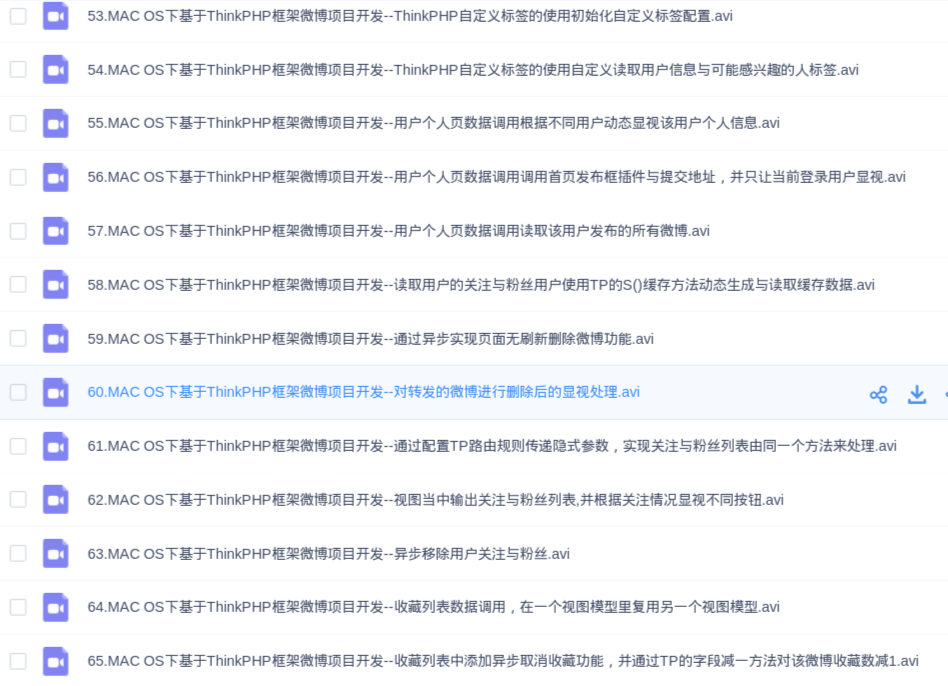 53.MAC OS下基于ThinkPHP框架微博项目开发--ThinkPHP自定义标签的使用初始化自定义标签配置.avi
54.MAC OS下基于ThinkPHP框架微博项目开发--ThinkPHP自定义标签的使用自定义读取用户信息与可能感兴趣的人标签.avi
55.MAC OS下基于ThinkPHP框架微博项目开发--用户个人页数据调用根据不同用户动态显视该用户个人信息.avi
56.MAC OS下基于ThinkPHP框架微博项目开发--用户个人页数据调用调用首页发布框插件与提交地址，并只让当前登录用户显视.avi
57.MAC OS下基于ThinkPHP框架微博项目开发--用户个人页数据调用读取该用户发布的所有微博.avi
58.MAC OS下基于ThinkPHP框架微博项目开发--读取用户的关注与粉丝用户使用TP的S()缓存方法动态生成与读取缓存数据.avi
59.MAC OS下基于ThinkPHP框架微博项目开发--通过异步实现页面无刷新删除微博功能.avi
60.MAC OS下基于ThinkPHP框架微博项目开发--对转发的微博进行删除后的显视处理.avi
61.MAC OS下基于ThinkPHP框架微博项目开发--通过配置TP路由规则传递隐式参数，实现关注与粉丝列表由同一个方法来处理.avi
62.MAC OS下基于ThinkPHP框架微博项目开发--视图当中输出关注与粉丝列表,并根据关注情况显视不同按钮.avi
63.MAC OS下基于ThinkPHP框架微博项目开发--异步移除用户关注与粉丝.avi
64.MAC OS下基于ThinkPHP框架微博项目开发--收藏列表数据调用，在一个视图模型里复用另一个视图模型.avi
65.MAC OS下基于ThinkPHP框架微博项目开发--收藏列表中添加异步取消收藏功能，并通过TP的字段减一方法对该微博收藏数减1.avi